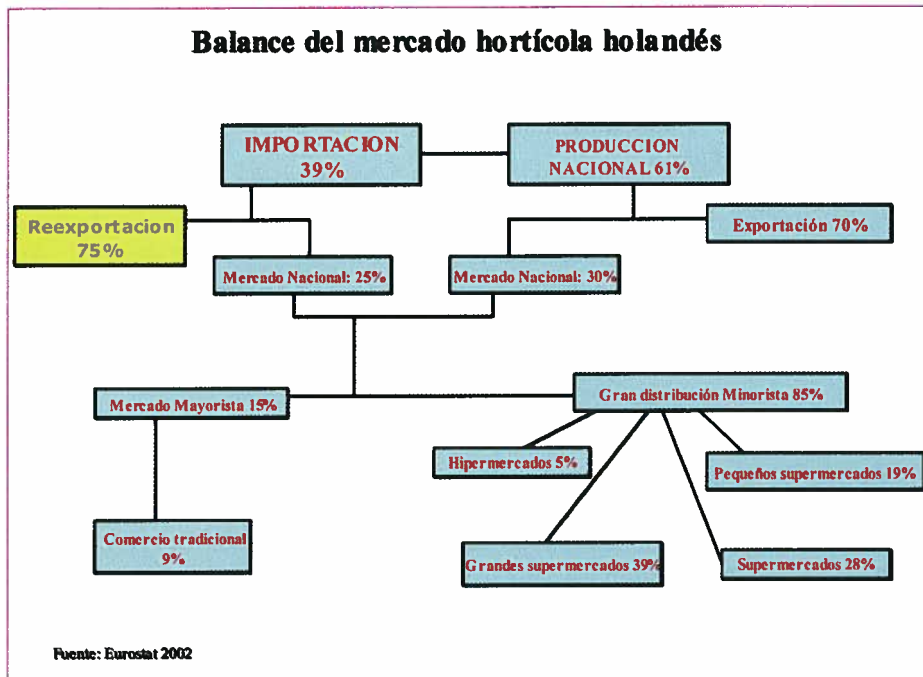 Balance del mercado hortícola holandés
IMPORTACION
39%
PRODUCCION
NACIONAL 61%
Reexportacion
75%
Exportación 70%
Mercado Nacional: 25%
Mercado Nacional: 30%
Mercado Mayorista 15%
Gran distribución Minorista 85%
Hipermercados 5%
Pequeños supermercados 19%
Comercio tradicional
9%
Grandes supermercados 39%
Supermercados 28%
Fuente: Eurostat 2002